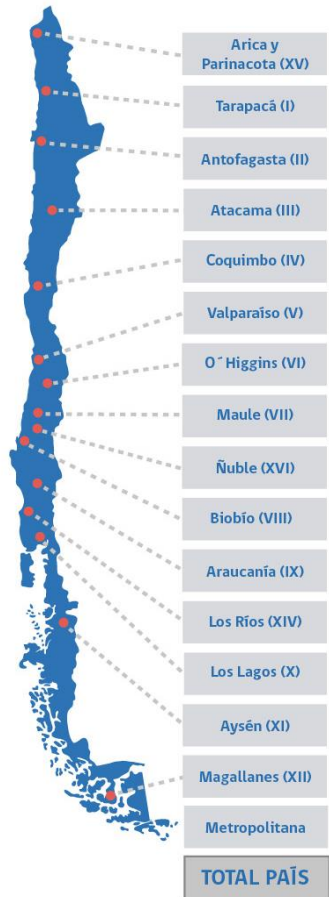 Arica y
Parinacota (XV)
Tarapacá (I)
Antofagasta (II)
Atacama (III)
Coquimbo (IV)
Valparaíso (V)
O´Higgins (VI)
Maule (VII)
Ñuble (XVI)
Biobío (VIII)
Araucanía (IX)
Los Ríos (XIV)
Los Lagos (X)
Aysén (XI)
Magallanes (XII)
Metropolitana
TOTAL PAÍS